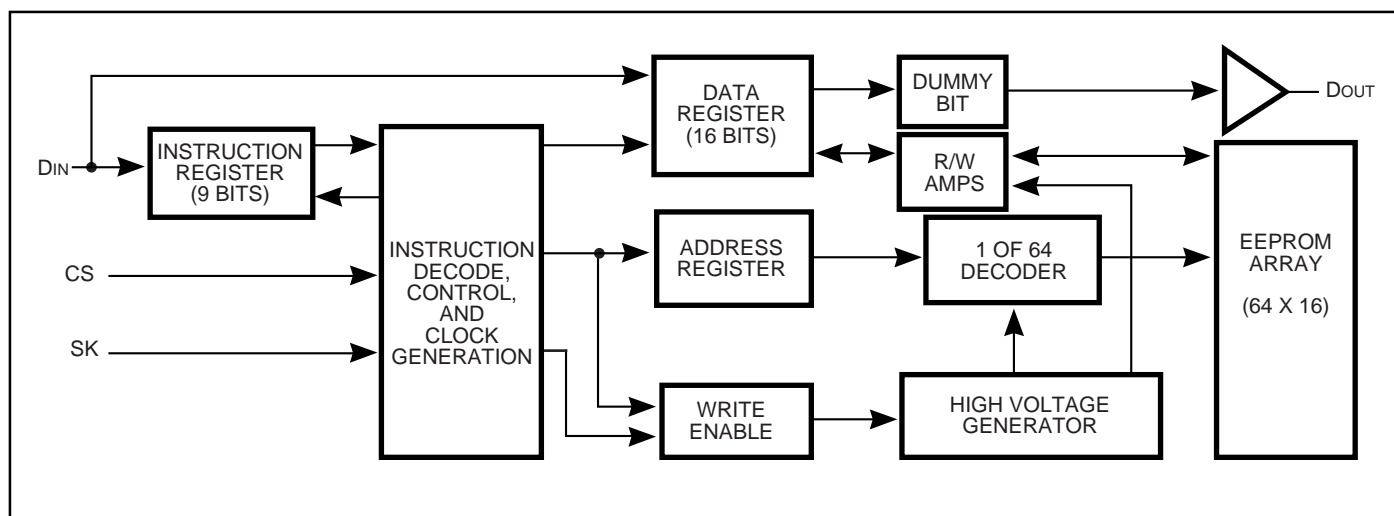 DATA
REGISTER
(16 BITS)
DUMMY
BIT
DOUT
DIN
INSTRUCTION
REGISTER
(9 BITS)
R/W
AMPS
INSTRUCTION
DECODE,
CONTROL,
AND
CLOCK
GENERATION
ADDRESS
REGISTER
1 OF 64
DECODER
EEPROM
ARRAY
(64 X 16)
CS
SK
WRITE
ENABLE
HIGH VOLTAGE
GENERATOR